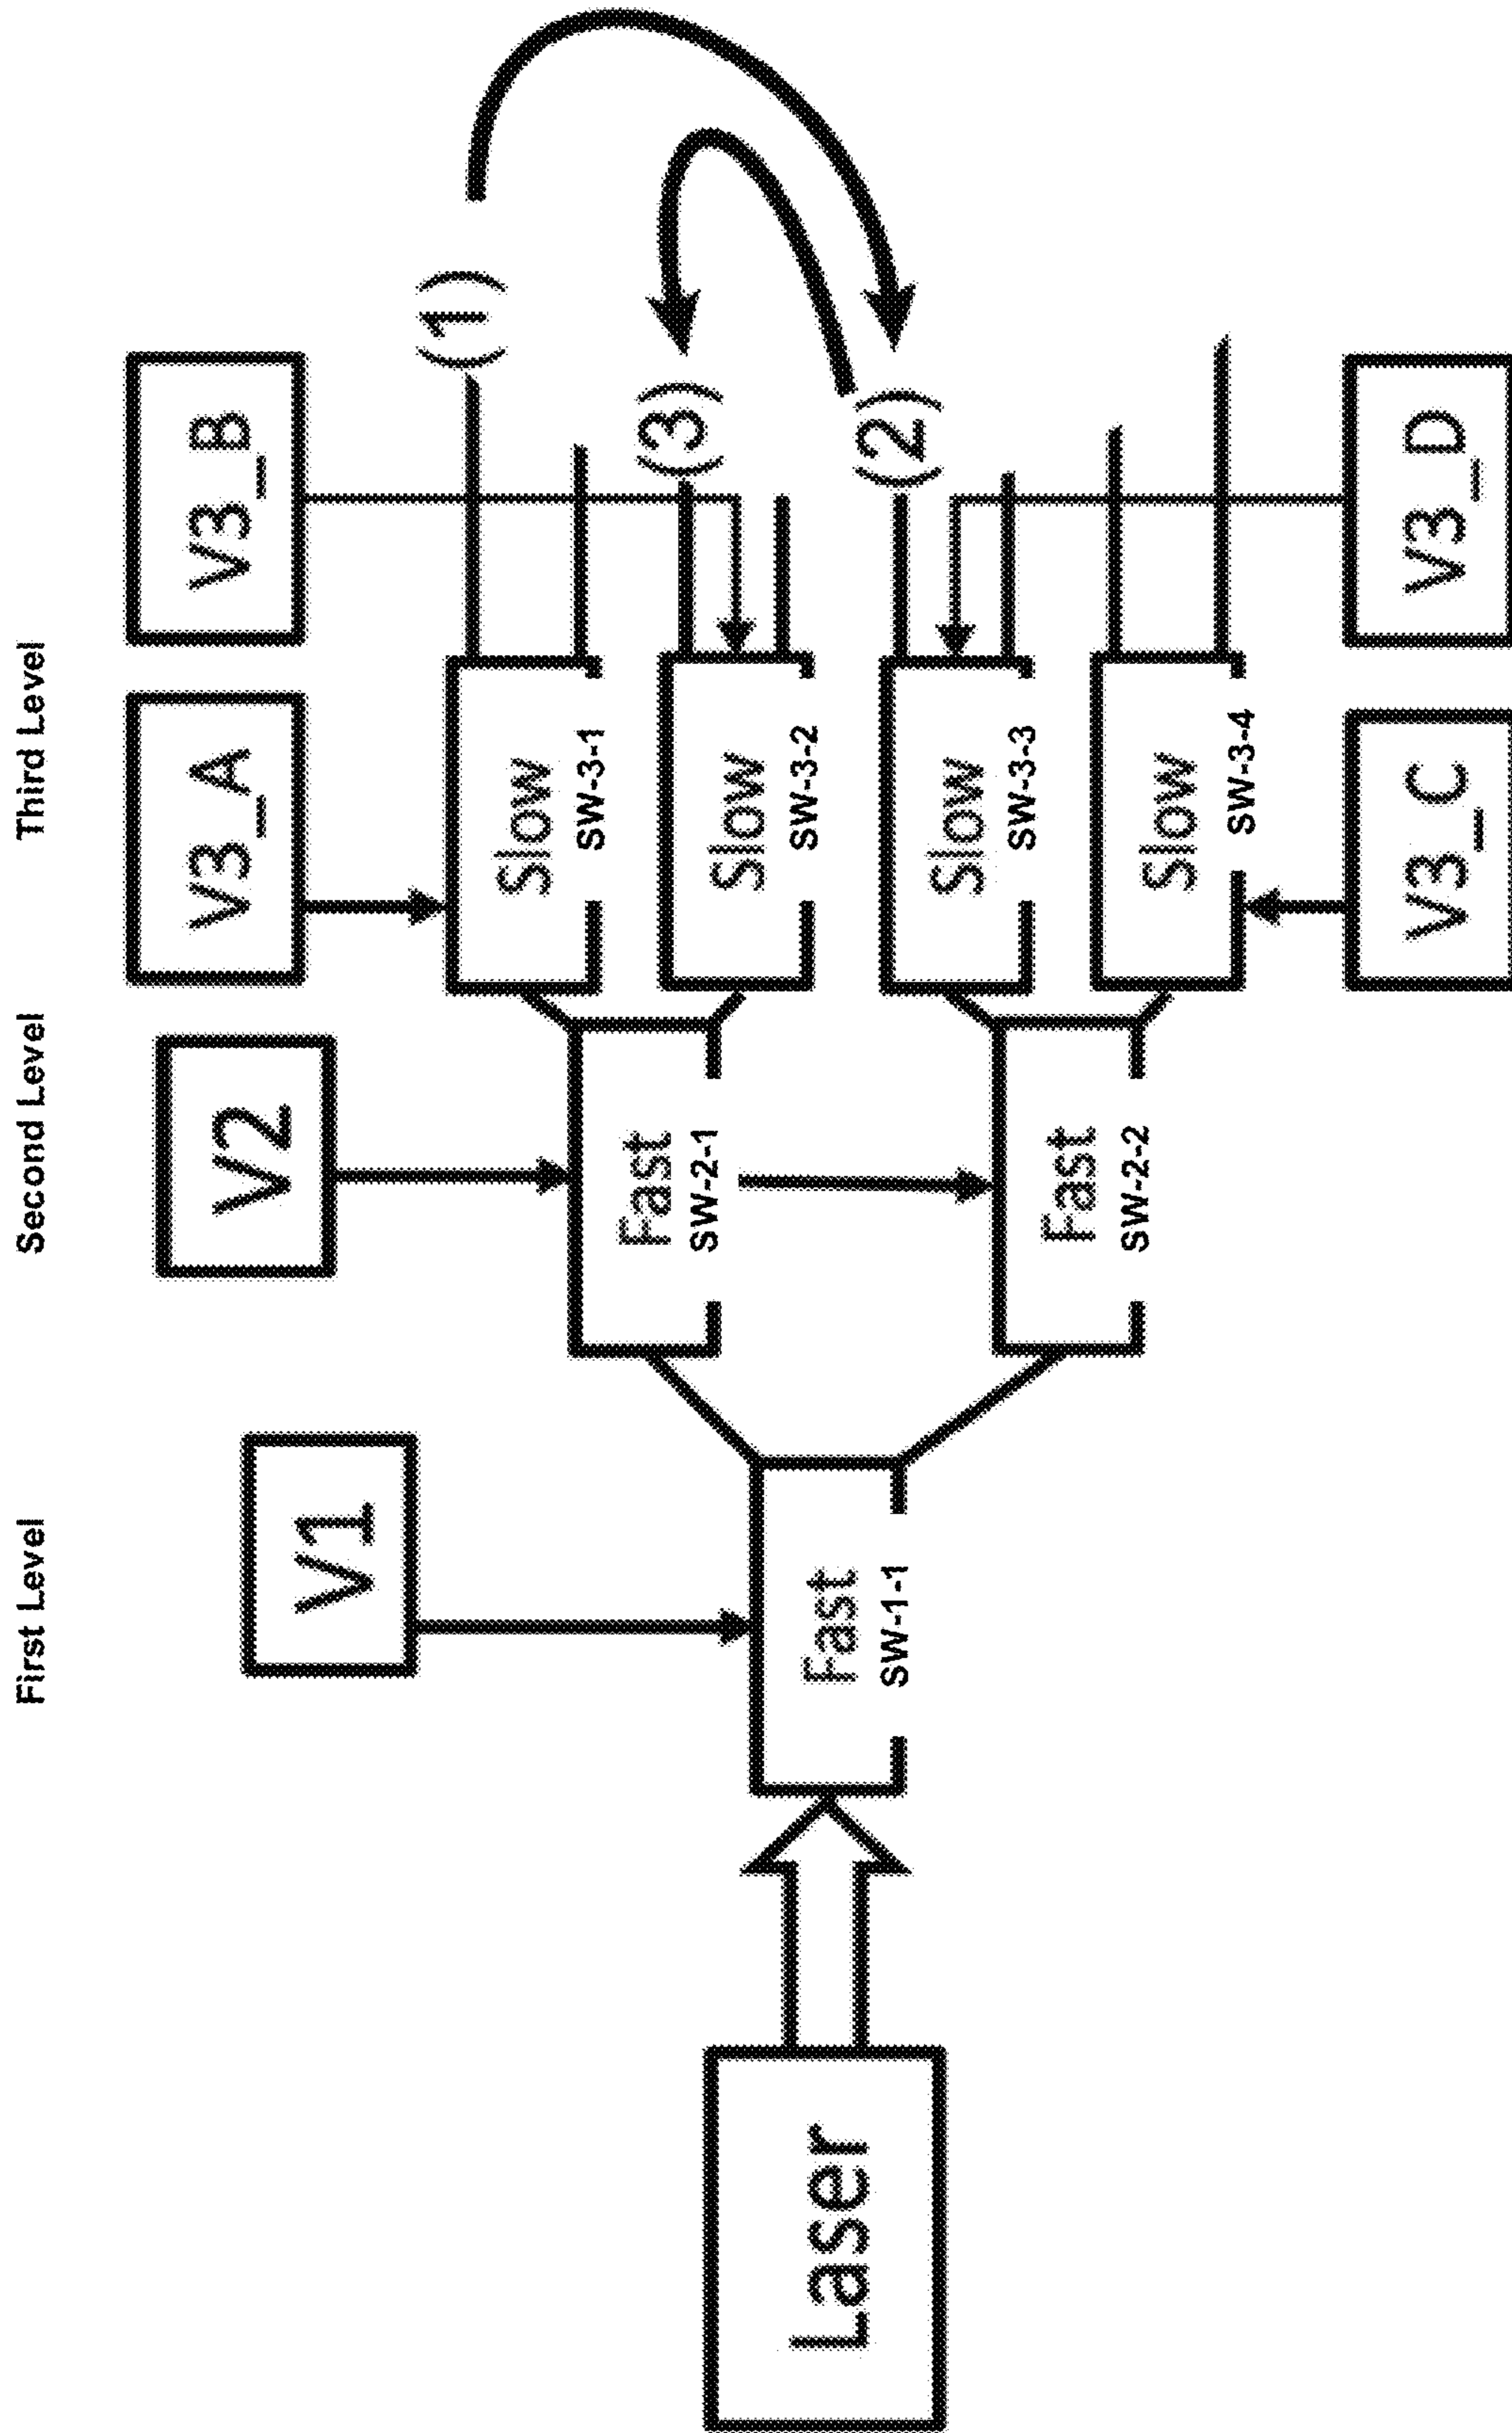 First Level
Second Level
Third Level
V1
V2
V3_A
V3_B
Laser
Fast
SW-1-1
Fast
SW-2-1
Fast
SW-2-2
Slow
SW-3-1
Slow
SW-3-2
Slow
SW-3-3
Slow
SW-3-4
(1)
(3)
(2)
V3_C
V3_D